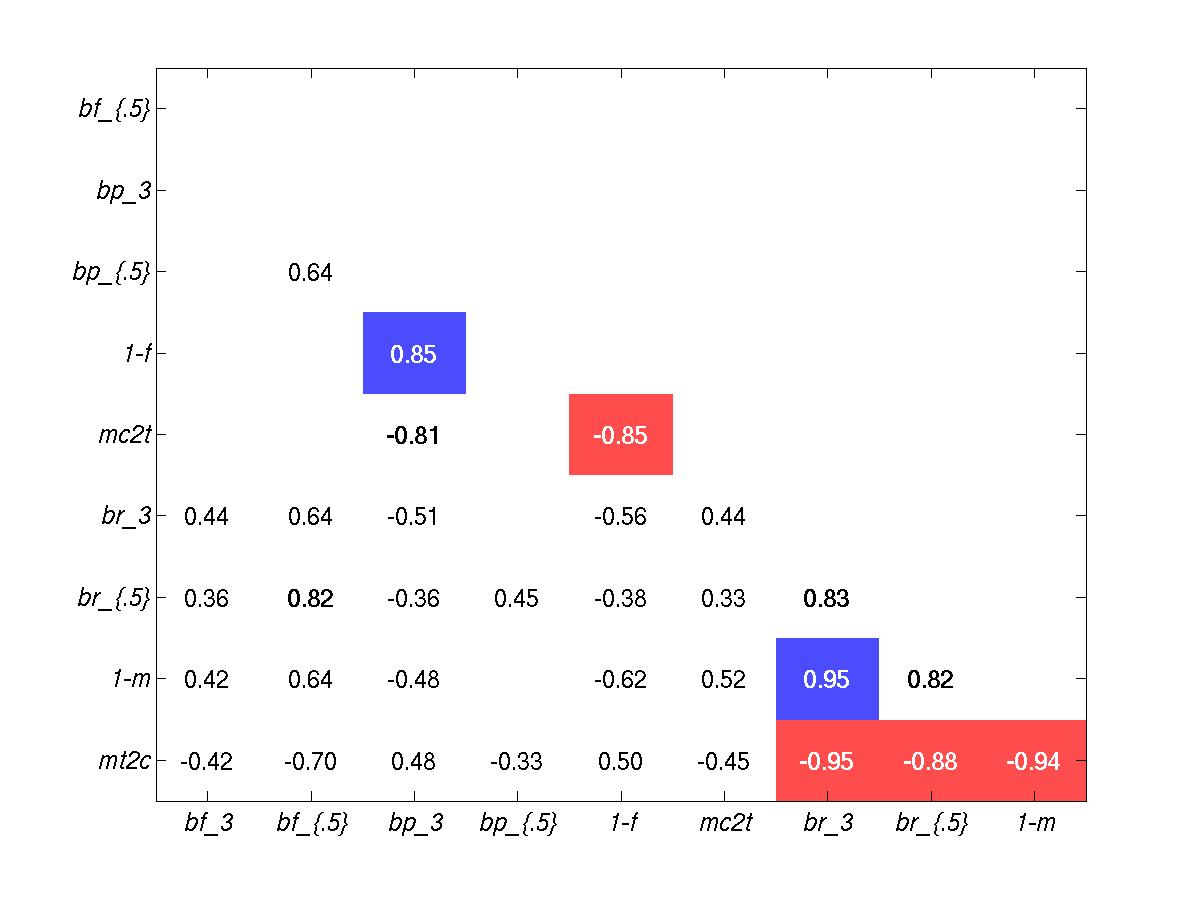 bf_{.5}
bp_3
bp_{.5} 0.64
1-f 0.85
mc2t -0.81 -0.85
br_3 0.44 0.64 -0.51 -0.56 0.44
br_{.5} 0.36 0.82 -0.36 0.45 -0.38 0.33 0.83
1-m 0.42 0.64 -0.48 -0.62 0.52 0.95 0.82
mt2c -0.42 -0.70 0.48 -0.33 0.50 -0.45 -0.95 -0.88 -0.94
bf_3 bf_{.5} bp_3 bp_{.5} 1-f mc2t br_3 br_{.5} 1-m